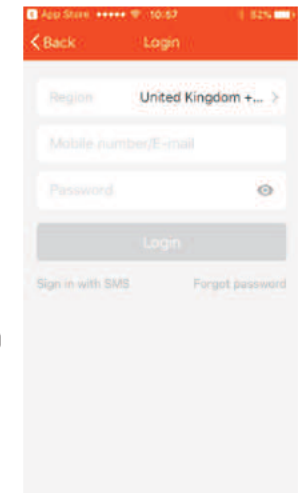 App Store 10:57 82%
Back Login
Region United Kingdom +...
Mobile number/E-mail
Password
Login
Sign in with SMS Forgot password